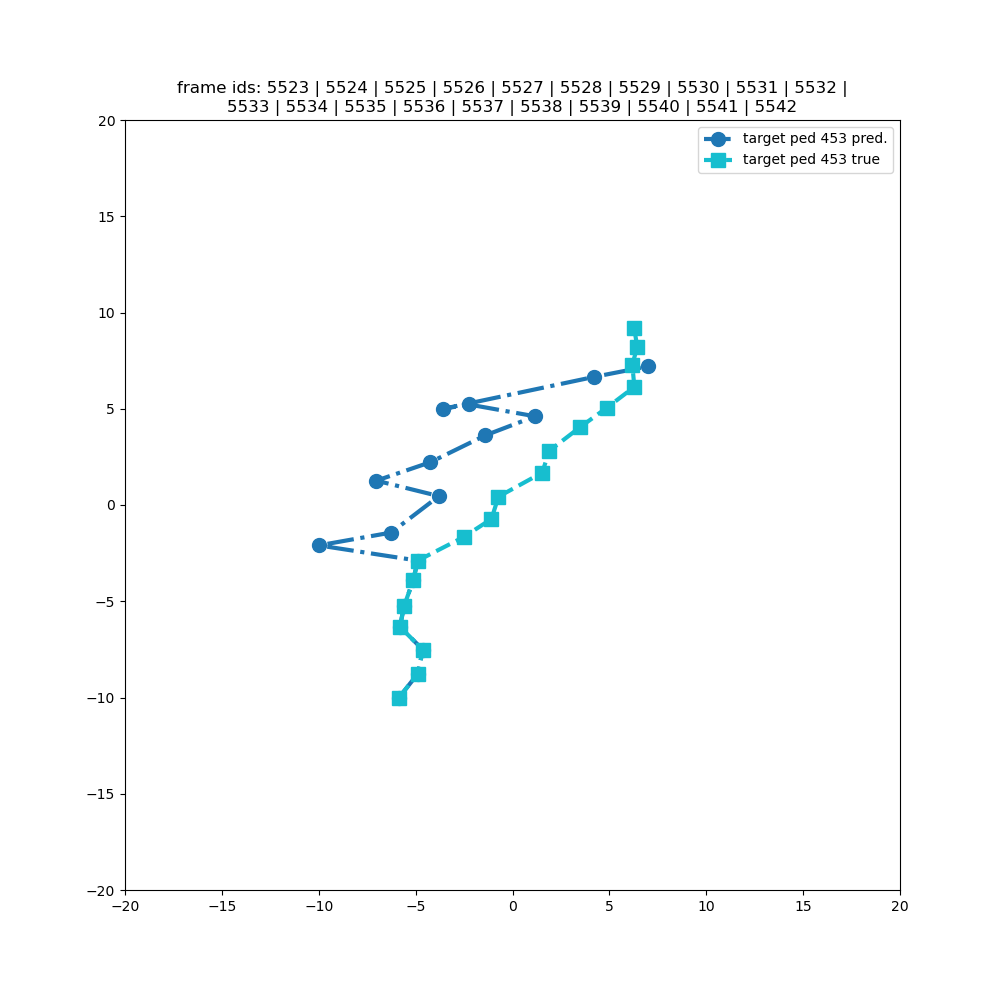 frame ids: 5523 | 5524 | 5525 | 5526 | 5527 | 5528 | 5529 | 5530 | 5531 | 5532 |
5533 | 5534 | 5535 | 5536 | 5537 | 5538 | 5539 | 5540 | 5541 | 5542
target ped 453 pred.
target ped 453 true
20
15
10
5
0
−5
−10
−15
−20
−20 −15 −10 −5 0 5 10 15 20